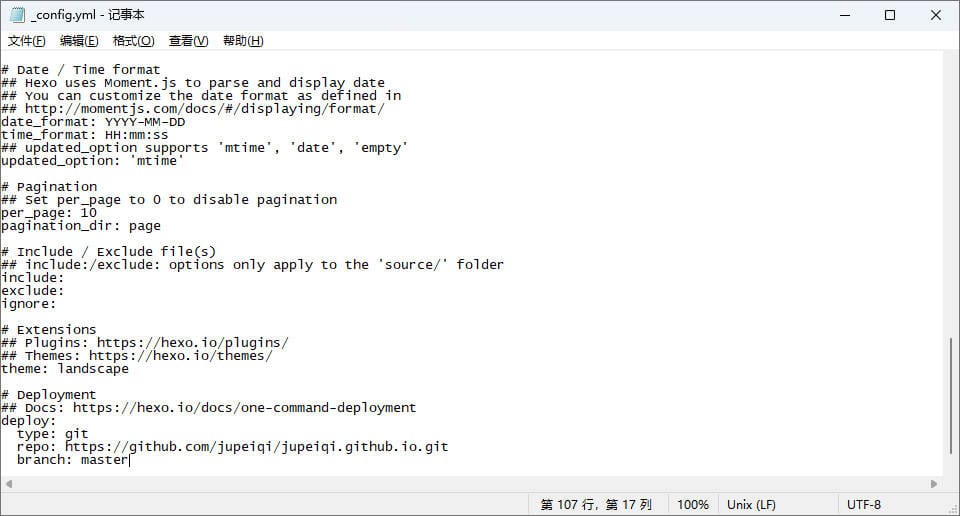 _config.yml - 记事本
文件(F) 编辑(E) 格式(O) 查看(V) 帮助(H)
# Date / Time format
## Hexo uses Moment.js to parse and display date
## You can customize the date format as defined in
## http://momentjs.com/docs/#/displaying/format/
date_format: YYYY-MM-DD
time_format: HH:mm:ss
## updated_option supports 'mtime', 'date', 'empty'
updated_option: 'mtime'

# Pagination
## Set per_page to 0 to disable pagination
per_page: 10
pagination_dir: page

# Include / Exclude file(s)
## include:/exclude: options only apply to the 'source/' folder
include:
exclude:
ignore:

# Extensions
## Plugins: https://hexo.io/plugins/
## Themes: https://hexo.io/themes/
theme: landscape

# Deployment
## Docs: https://hexo.io/docs/one-command-deployment
deploy:
  type: git
  repo: https://github.com/jupeiqi/jupeiqi.github.io.git
  branch: master
第 107 行，第 17 列 100% Unix (LF) UTF-8